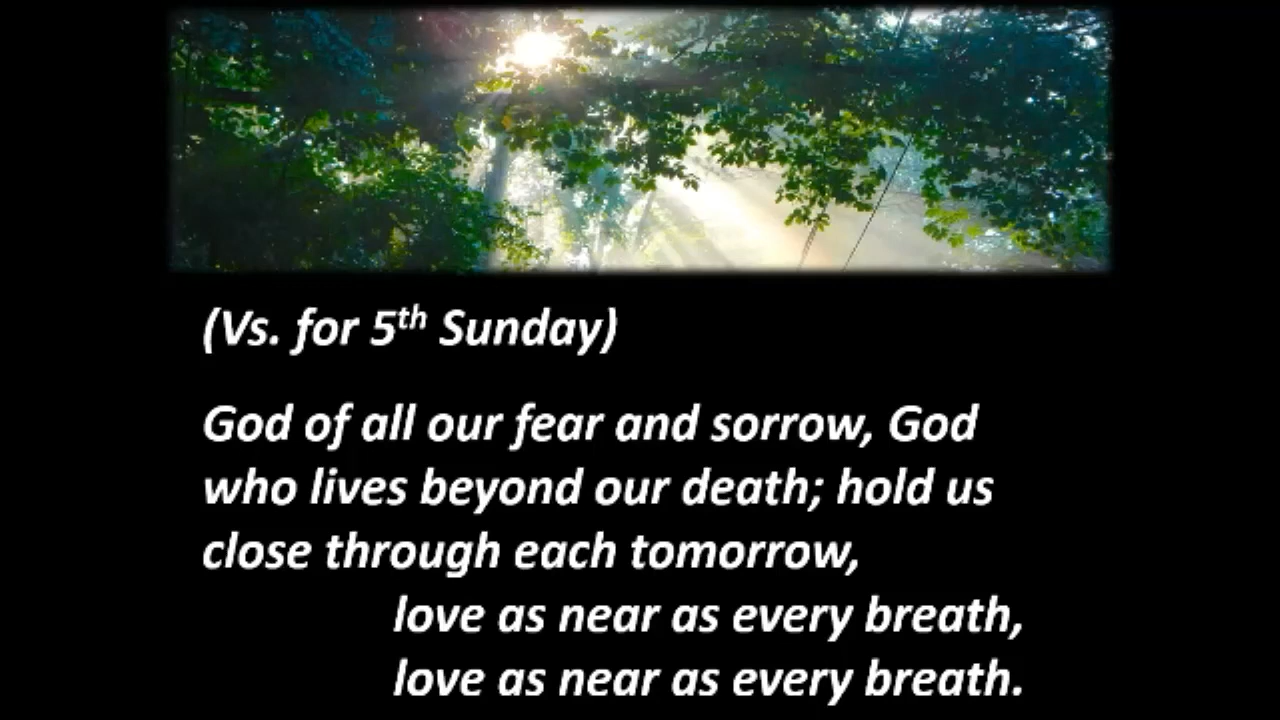 (Vs. for 5th Sunday)
God of all our fear and sorrow, God
who lives beyond our death; hold us
close through each tomorrow,
love as near as every breath,
love as near as every breath.